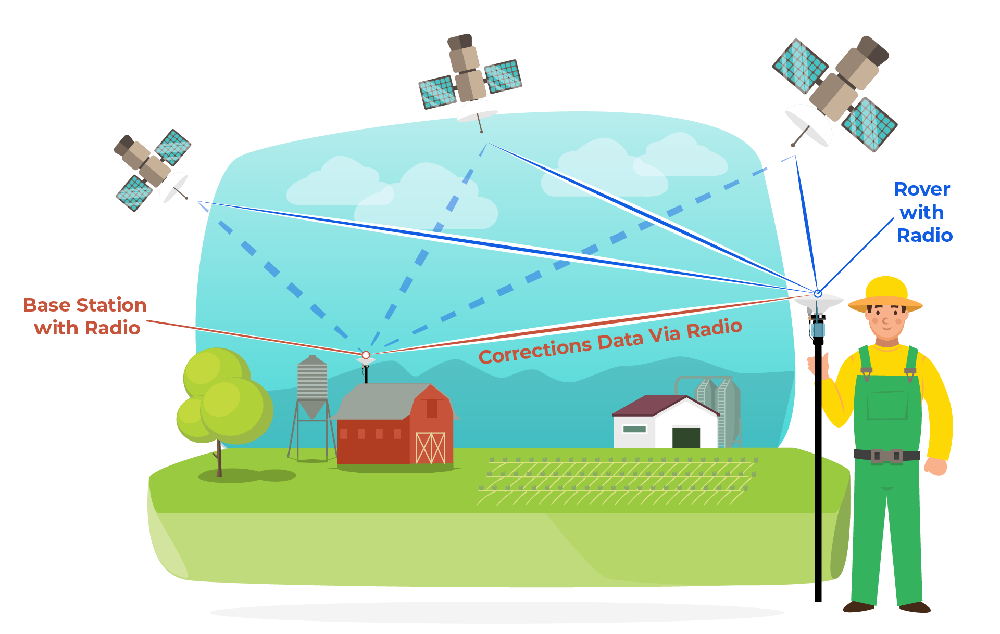 Rover
with
Radio
Base Station
with Radio
Corrections Data Via Radio